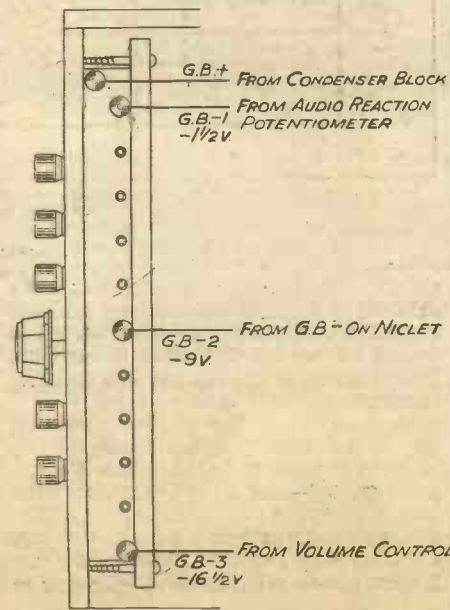 G.B.+
FROM CONDENSER BLOCK
G.B.-1
-1½V.
FROM AUDIO REACTION
POTENTIOMETER
G.B-2
-9V.
FROM G.B- ON NICLET
G.B-3
-16½V
FROM VOLUME CONTROL